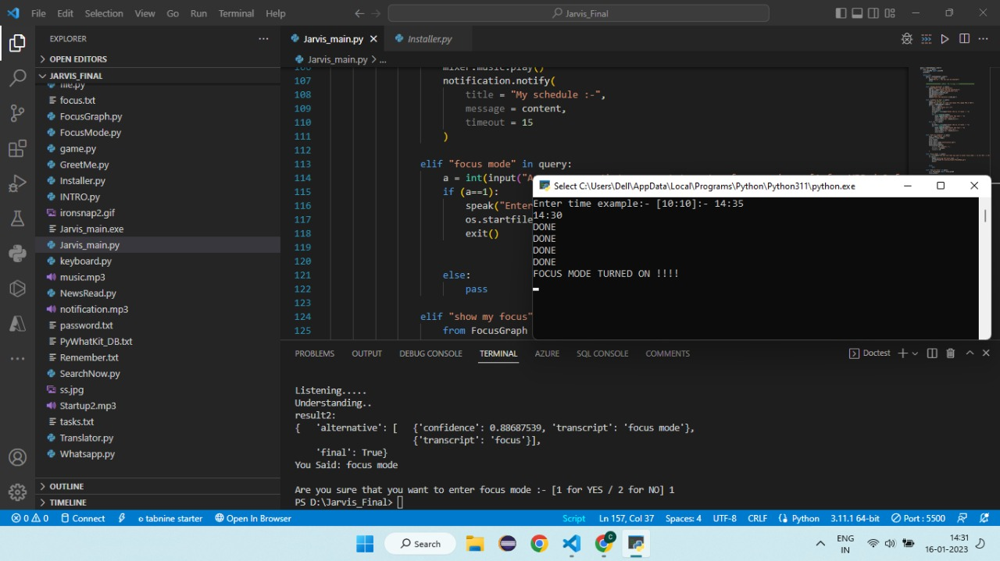 File Edit Selection View Go Run Terminal Help
Jarvis_Final
EXPLORER
OPEN EDITORS
JARVIS_FINAL
file.py
focus.txt
FocusGraph.py
FocusMode.py
game.py
GreetMe.py
Installer.py
INTRO.py
ironsnap2.gif
Jarvis_main.exe
Jarvis_main.py
keyboard.py
music.mp3
NewsRead.py
notification.mp3
password.txt
PyWhatKit_DB.txt
Remember.txt
SearchNow.py
ss.jpg
Startup2.mp3
tasks.txt
Translator.py
Whatsapp.py
OUTLINE
TIMELINE
Jarvis_main.py Installer.py
Jarvis_main.py > ...
106 mixer.music.play()
107 notification.notify(
108 title = "My schedule :-",
109 message = content,
110 timeout = 15
111 )
112
113 elif "focus mode" in query:
114 a = int(input("A
115 if (a==1):
116 speak("Enter
117 os.startfile
118 exit()
119
120
121 else:
122 pass
123
124 elif "show my focus"
125 from FocusGraph
Select C:\Users\Dell\AppData\Local\Programs\Python\Python311\python.exe
Enter time example:- [10:10]:- 14:35
14:30
DONE
DONE
DONE
DONE
FOCUS MODE TURNED ON !!!!
PROBLEMS OUTPUT DEBUG CONSOLE TERMINAL AZURE SQL CONSOLE COMMENTS
Doctest
Listening.....
Understanding..
result2:
{ 'alternative': [ {'confidence': 0.88687539, 'transcript': 'focus mode'},
{'transcript': 'focus'}],
'final': True}
You Said: focus mode
Are you sure that you want to enter focus mode :- [1 for YES / 2 for NO] 1
PS D:\Jarvis_Final>
0 0 Connect tabnine starter Open In Browser Script Ln 157, Col 37 Spaces: 4 UTF-8 CRLF Python 3.11.1 64-bit Port : 5500
Search
C
ENG
IN
14:31
16-01-2023